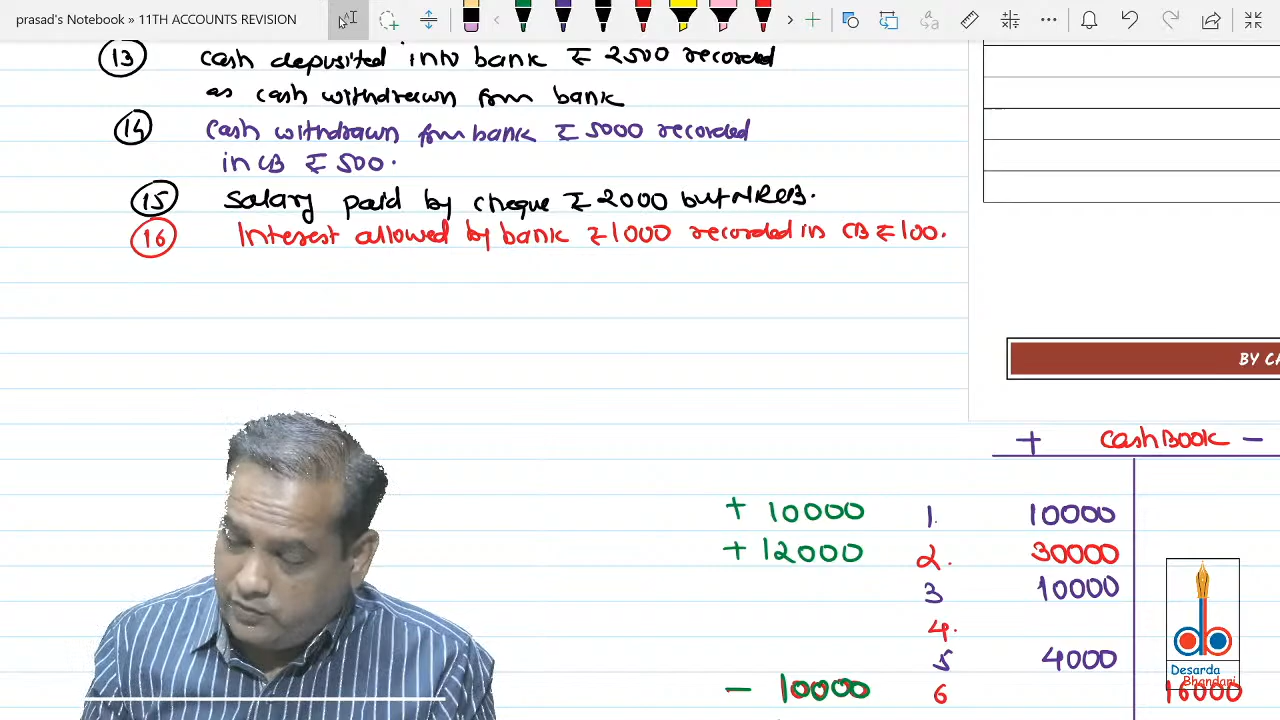 prasad's Notebook » 11TH ACCOUNTS REVISION
13 cash deposited into bank ₹ 2500 recorded
as cash withdrawn from bank
14 cash withdrawn from bank ₹ 5000 recorded
in CB ₹ 500.
15 Salary paid by cheque ₹ 2000 but NRCB.
16 Interest allowed by bank ₹ 1000 recorded in CB ₹ 100.
BY CA
+ CashBook -
+ 10000 1. 10000
+ 12000 2. 30000
3 10000
4.
5 4000
- 10000 6 16000
Desarda
Bhandari